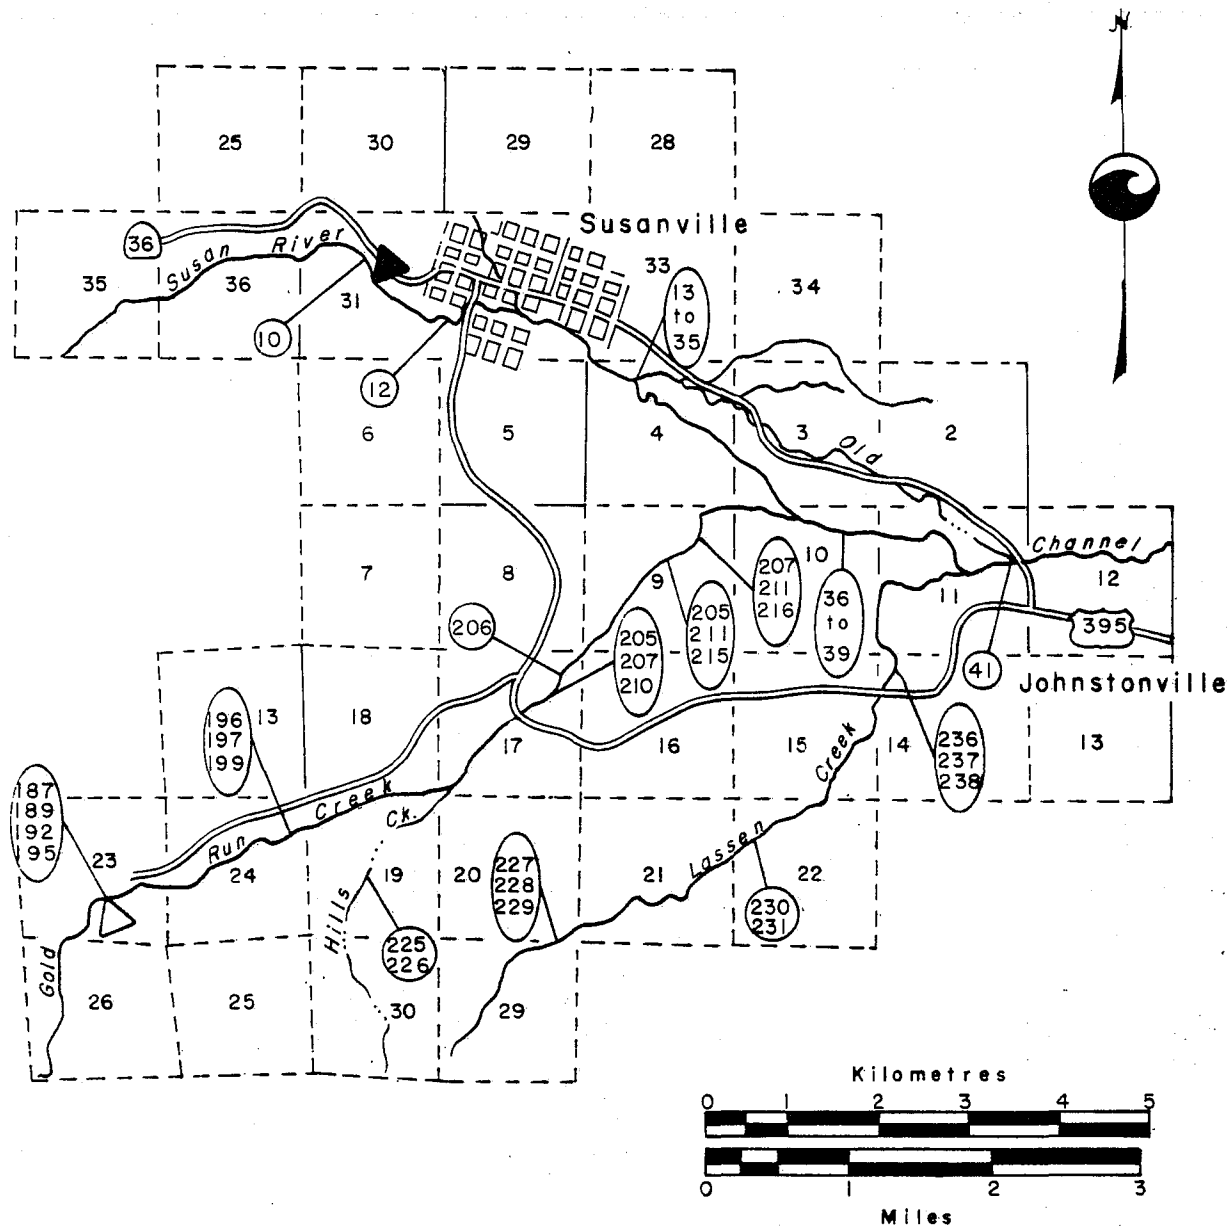 N
25 30 29 28
Susanville
36
Susan River
35 36 31 33 34
13
to
35
10
12
6 5 4 3 2
Old
Channel
7 8 9 10 11 12
207
211
216
36
to
39
205
211
215
205
207
210
206
395
41
Johnstonville
196
197
199
13 18 17 16 15 14 13
236
237
238
187
189
192
195
Run Creek
Ck.
Creek
Lassen
23 24 19 20 21 22
227
228
229
230
231
Hills
225
226
Gold
26 25 30 29
Kilometres
0 1 2 3 4 5
0 1 2 3
Miles